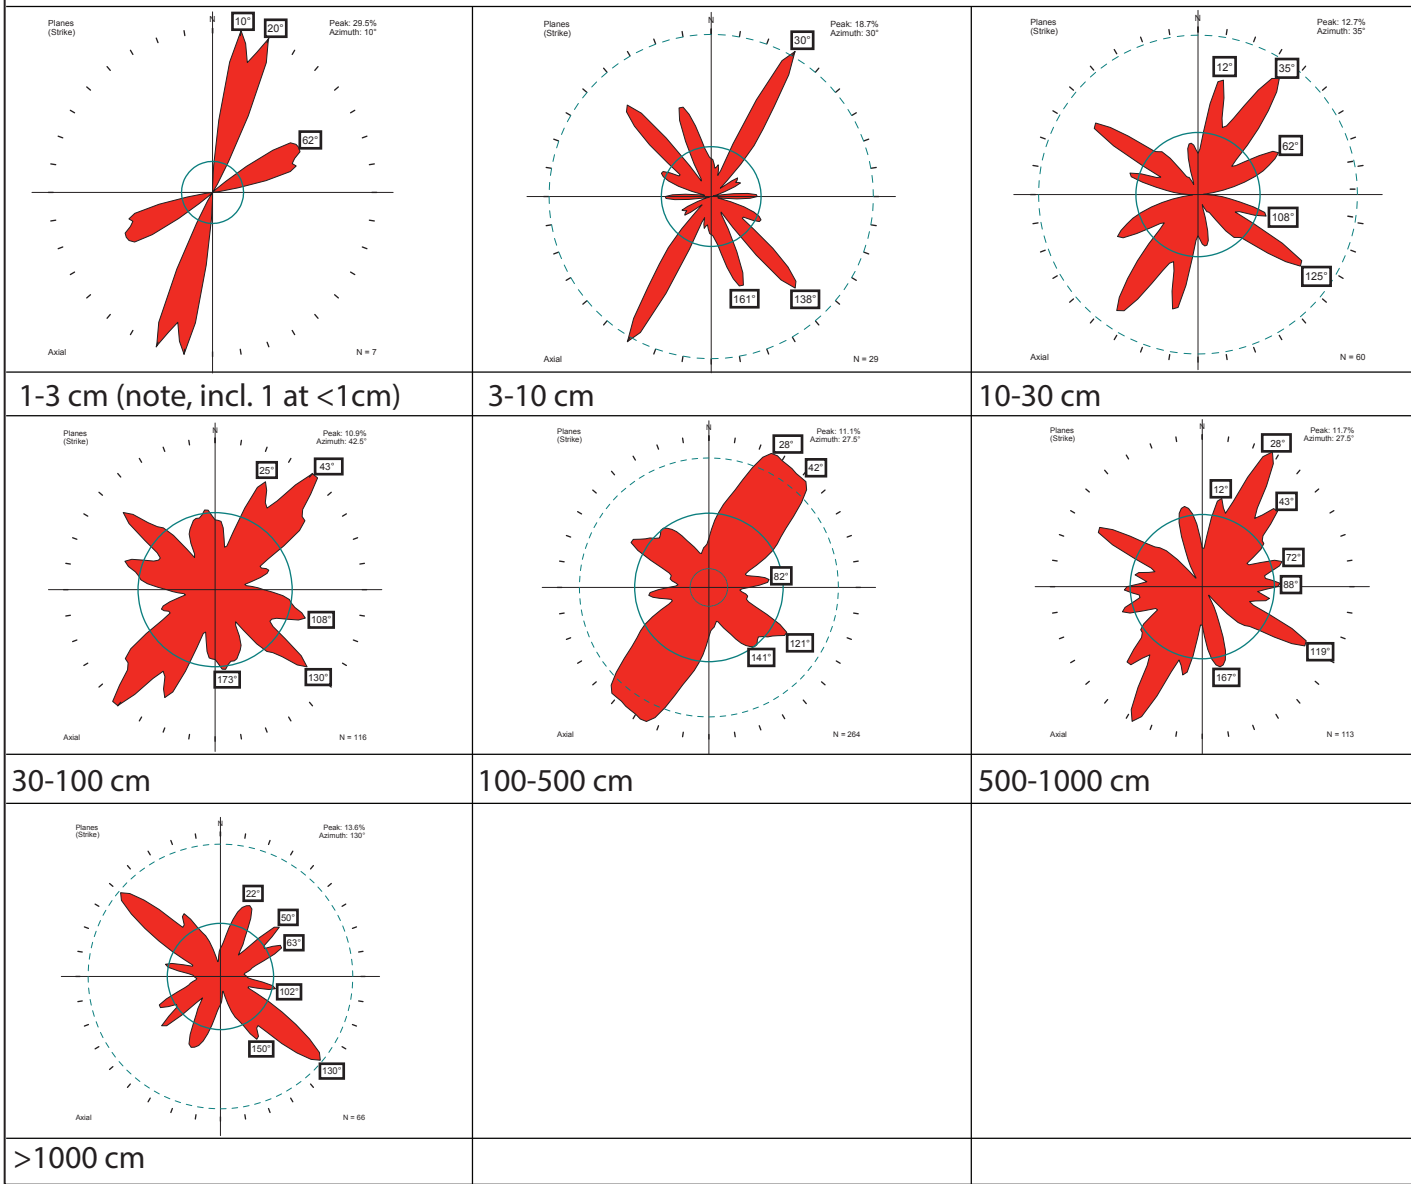 Planes
(Strike)
N
Peak: 29.5%
Azimuth: 10°
10°
20°
62°
Axial
N = 7
1-3 cm (note, incl. 1 at <1cm)
Planes
(Strike)
N
Peak: 18.7%
Azimuth: 30°
30°
161°
138°
Axial
N = 29
3-10 cm
Planes
(Strike)
N
Peak: 12.7%
Azimuth: 35°
12°
35°
62°
108°
125°
Axial
N = 60
10-30 cm
Planes
(Strike)
N
Peak: 10.9%
Azimuth: 42.5°
25°
43°
108°
130°
173°
Axial
N = 116
30-100 cm
Planes
(Strike)
N
Peak: 11.1%
Azimuth: 27.5°
28°
42°
82°
121°
141°
Axial
N = 264
100-500 cm
Planes
(Strike)
N
Peak: 11.7%
Azimuth: 27.5°
28°
12°
43°
72°
88°
119°
167°
Axial
N = 113
500-1000 cm
Planes
(Strike)
N
Peak: 13.6%
Azimuth: 130°
22°
50°
63°
102°
150°
130°
Axial
N = 66
>1000 cm